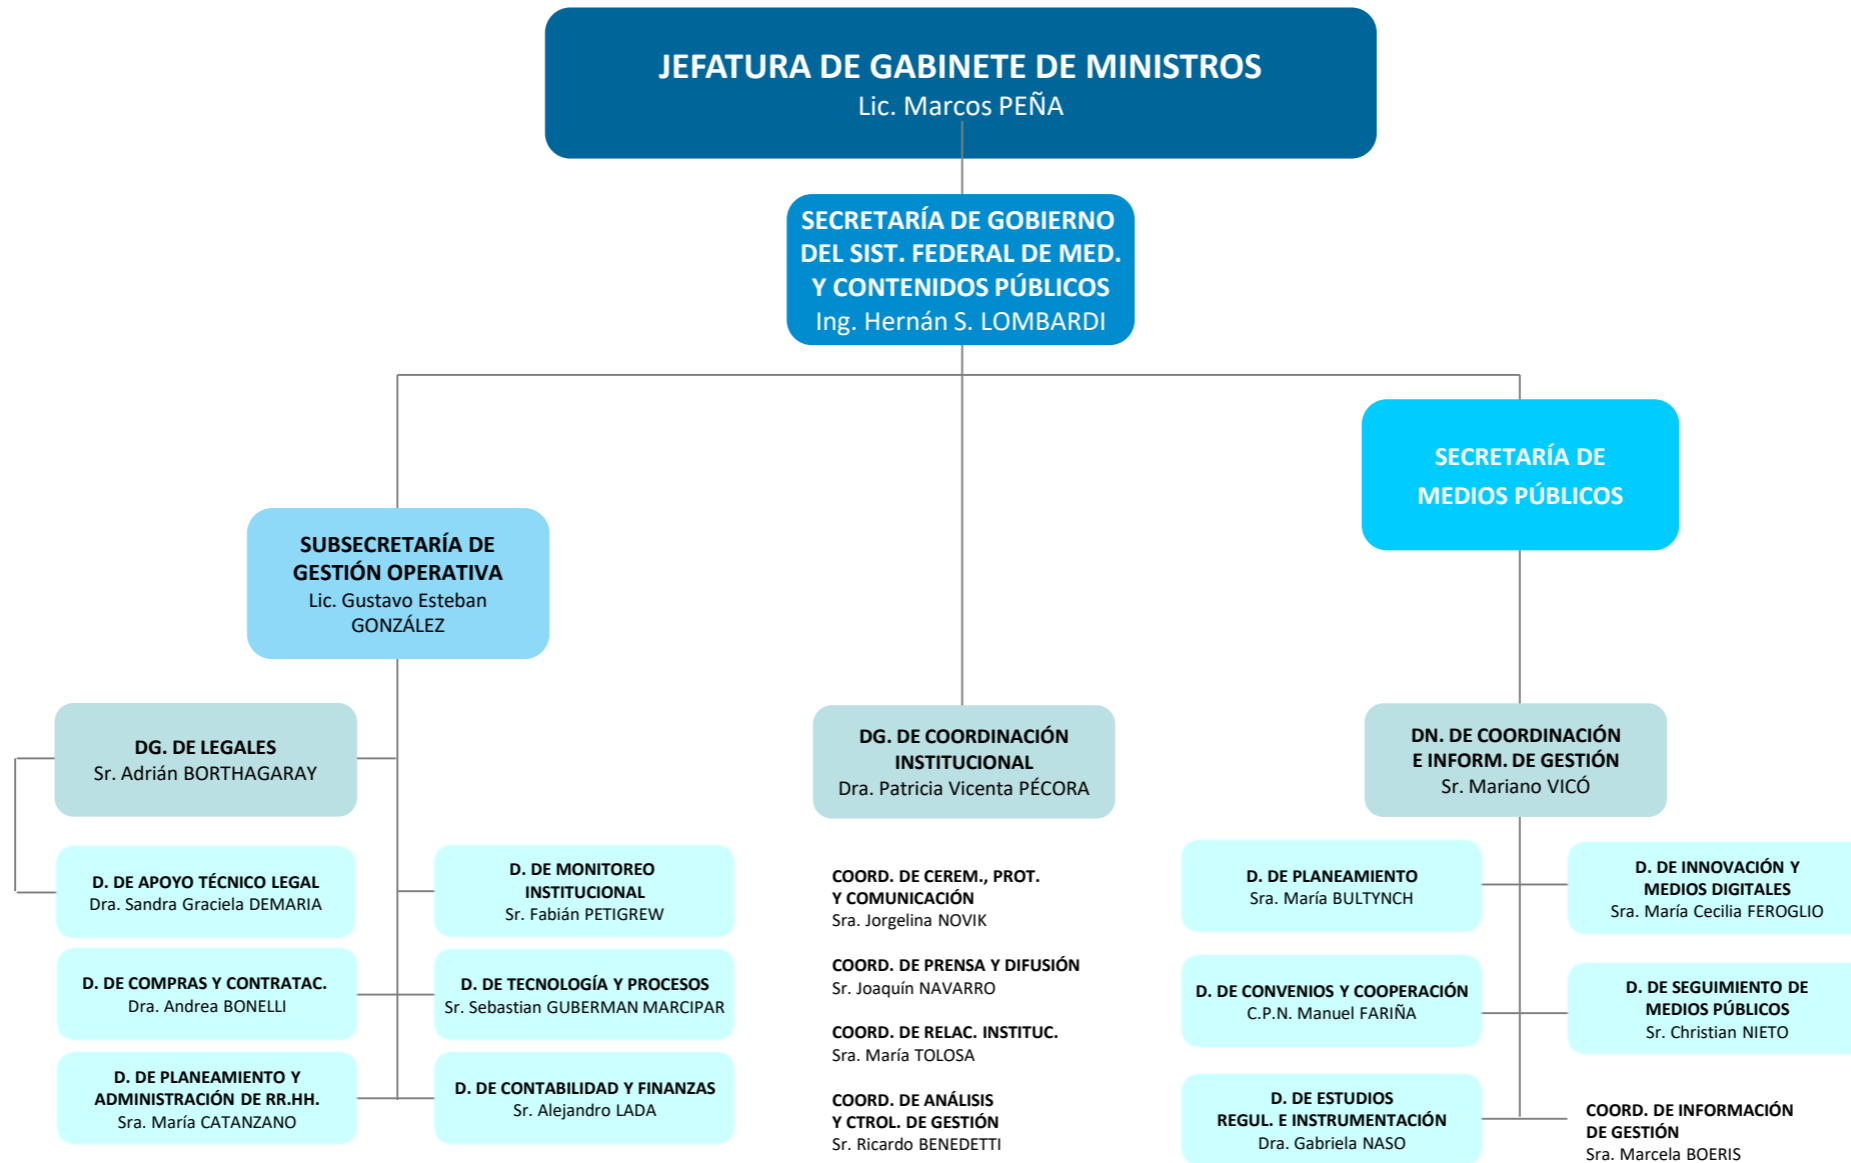 JEFATURA DE GABINETE DE MINISTROS
Lic. Marcos PEÑA
SECRETARÍA DE GOBIERNO
DEL SIST. FEDERAL DE MED.
Y CONTENIDOS PÚBLICOS
Ing. Hernán S. LOMBARDI
SECRETARÍA DE
MEDIOS PÚBLICOS
SUBSECRETARÍA DE
GESTIÓN OPERATIVA
Lic. Gustavo Esteban
GONZÁLEZ
DG. DE LEGALES
Sr. Adrián BORTHAGARAY
DG. DE COORDINACIÓN
INSTITUCIONAL
Dra. Patricia Vicenta PÉCORA
DN. DE COORDINACIÓN
E INFORM. DE GESTIÓN
Sr. Mariano VICÓ
D. DE APOYO TÉCNICO LEGAL
Dra. Sandra Graciela DEMARIA
D. DE MONITOREO
INSTITUCIONAL
Sr. Fabián PETIGREW
D. DE COMPRAS Y CONTRATAC.
Dra. Andrea BONELLI
D. DE TECNOLOGÍA Y PROCESOS
Sr. Sebastian GUBERMAN MARCIPAR
D. DE PLANEAMIENTO Y
ADMINISTRACIÓN DE RR.HH.
Sra. María CATANZANO
D. DE CONTABILIDAD Y FINANZAS
Sr. Alejandro LADA
COORD. DE CEREM., PROT.
Y COMUNICACIÓN
Sra. Jorgelina NOVIK
COORD. DE PRENSA Y DIFUSIÓN
Sr. Joaquín NAVARRO
COORD. DE RELAC. INSTITUC.
Sra. María TOLOSA
COORD. DE ANÁLISIS
Y CTROL. DE GESTIÓN
Sr. Ricardo BENEDETTI
D. DE PLANEAMIENTO
Sra. María BULTYNCH
D. DE INNOVACIÓN Y
MEDIOS DIGITALES
Sra. María Cecilia FEROGLIO
D. DE CONVENIOS Y COOPERACIÓN
C.P.N. Manuel FARIÑA
D. DE SEGUIMIENTO DE
MEDIOS PÚBLICOS
Sr. Christian NIETO
D. DE ESTUDIOS
REGUL. E INSTRUMENTACIÓN
Dra. Gabriela NASO
COORD. DE INFORMACIÓN
DE GESTIÓN
Sra. Marcela BOERIS